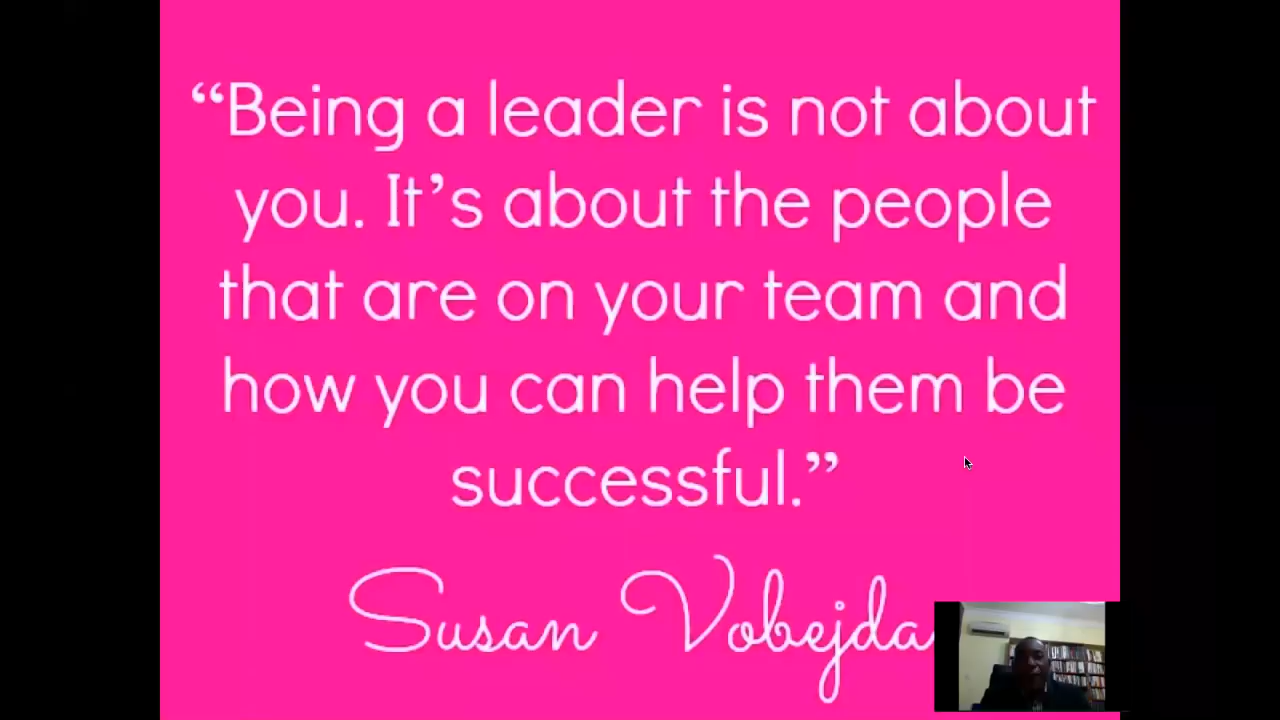 “Being a leader is not about
you. It’s about the people
that are on your team and
how you can help them be
successful.”
Susan Vobejda